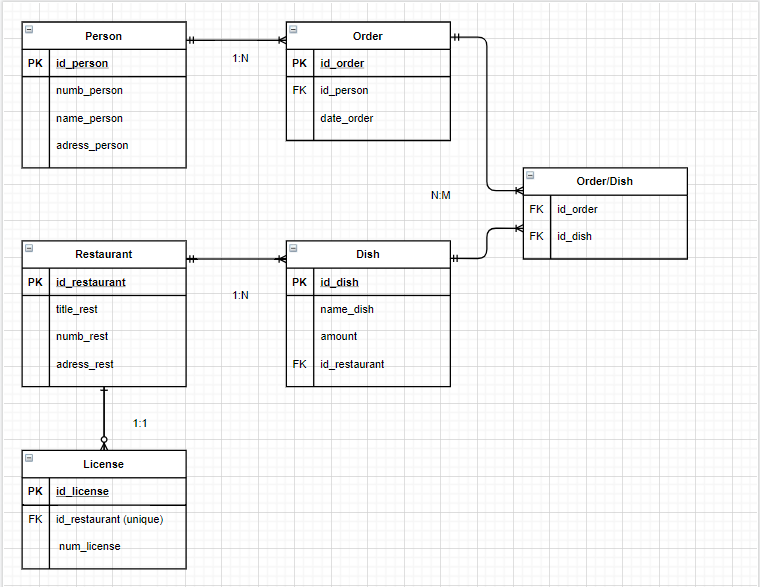 Person
PK id_person
numb_person
name_person
adress_person
1:N
Order
PK id_order
FK id_person
date_order
N:M
Order/Dish
FK id_order
FK id_dish
Restaurant
PK id_restaurant
title_rest
numb_rest
adress_rest
1:N
Dish
PK id_dish
name_dish
amount
FK id_restaurant
1:1
License
PK id_license
FK id_restaurant (unique)
num_license